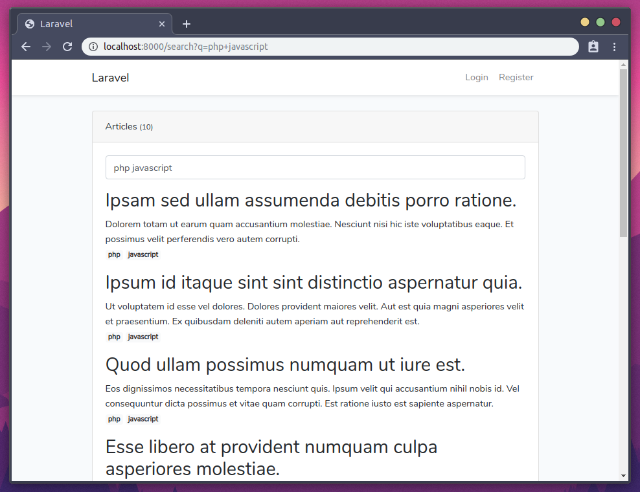 Laravel
localhost:8000/search?q=php+javascript
Laravel
Login Register
Articles (10)
php javascript
Ipsam sed ullam assumenda debitis porro ratione.
Dolorem totam ut earum quam accusantium molestiae. Nesciunt nisi hic iste voluptatibus eaque. Et
possimus velit perferendis vero autem corrupti.
php javascript
Ipsum id itaque sint sint distinctio aspernatur quia.
Ut voluptatem id esse vel dolores. Dolores provident maiores velit. Aut est quia magni asperiores velit
et praesentium. Ex quibusdam deleniti autem aperiam aut reprehenderit est.
php javascript
Quod ullam possimus numquam ut iure est.
Eos dignissimos necessitatibus tempora nesciunt quis. Ipsum velit qui accusantium nihil nobis id. Vel
consequuntur dicta possimus et vitae quam corrupti. Est ratione iusto est sapiente aspernatur.
php javascript
Esse libero at provident numquam culpa
asperiores molestiae.